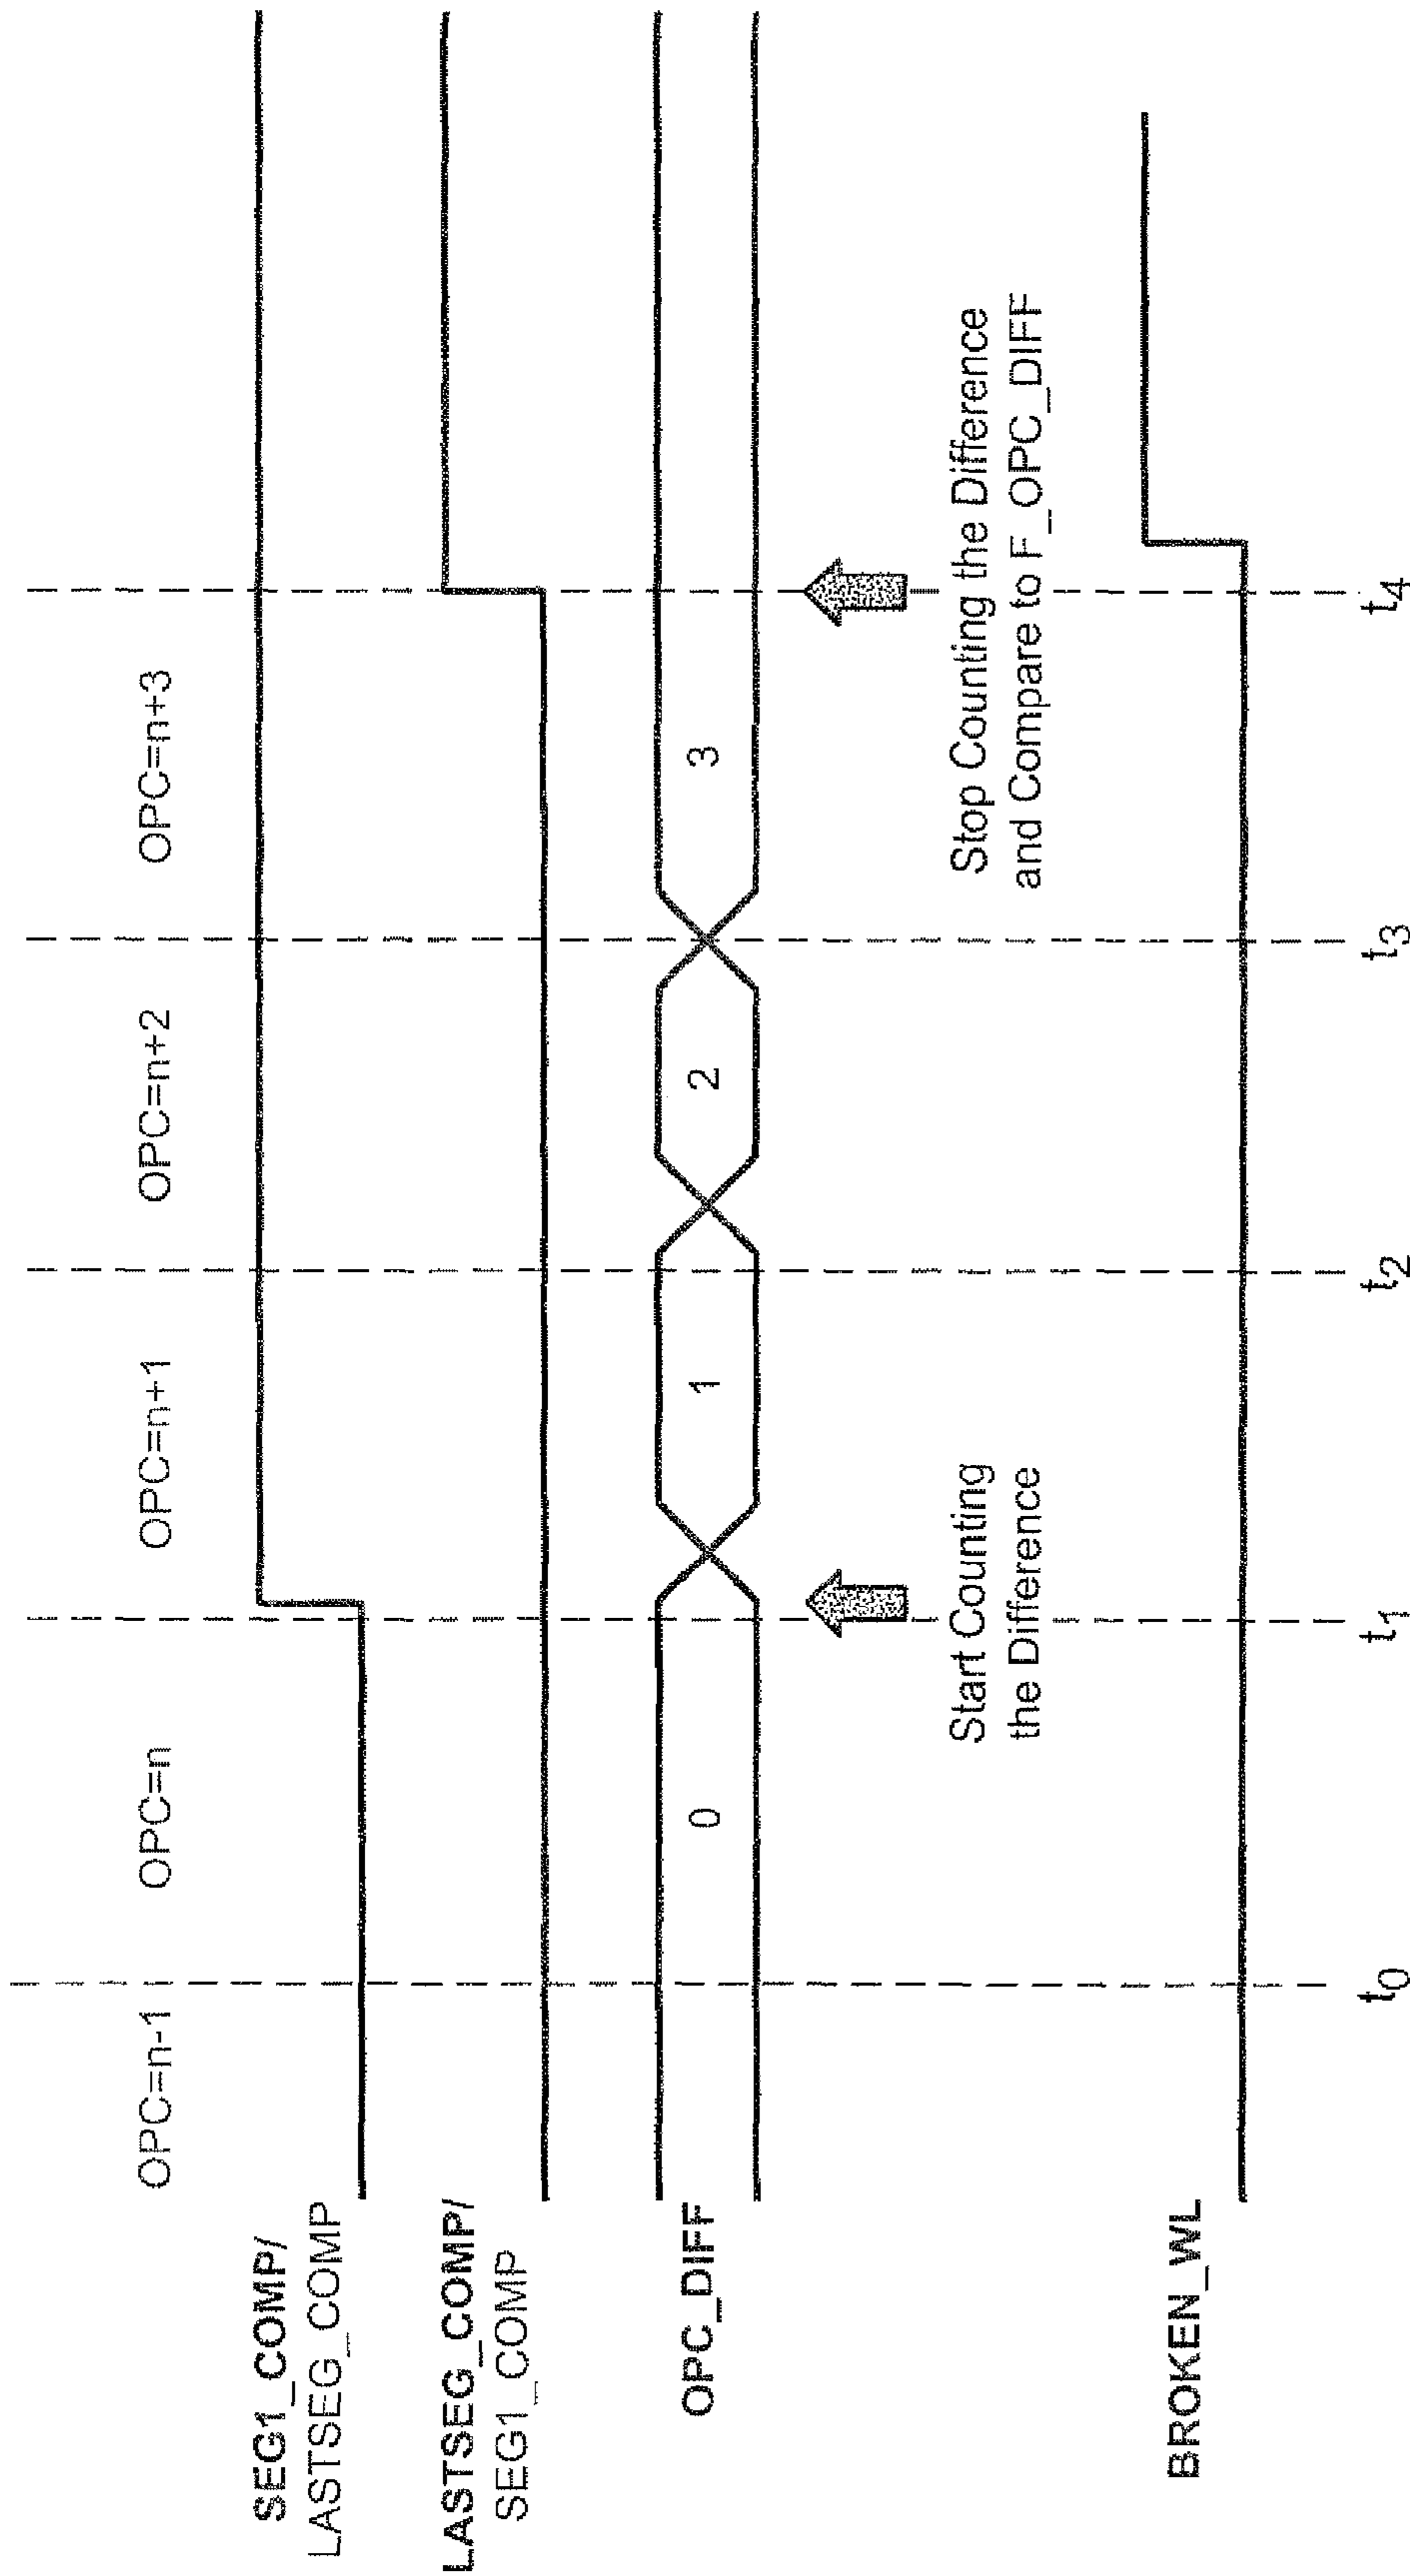 OPC=n-1
OPC=n
OPC=n+1
OPC=n+2
OPC=n+3
SEG1_COMP/
LASTSEG_COMP
LASTSEG_COMP/
SEG1_COMP
OPC_DIFF
0
1
2
3
Start Counting
the Difference
Stop Counting the Difference
and Compare to F_OPC_DIFF
BROKEN_WL
t0
t1
t2
t3
t4